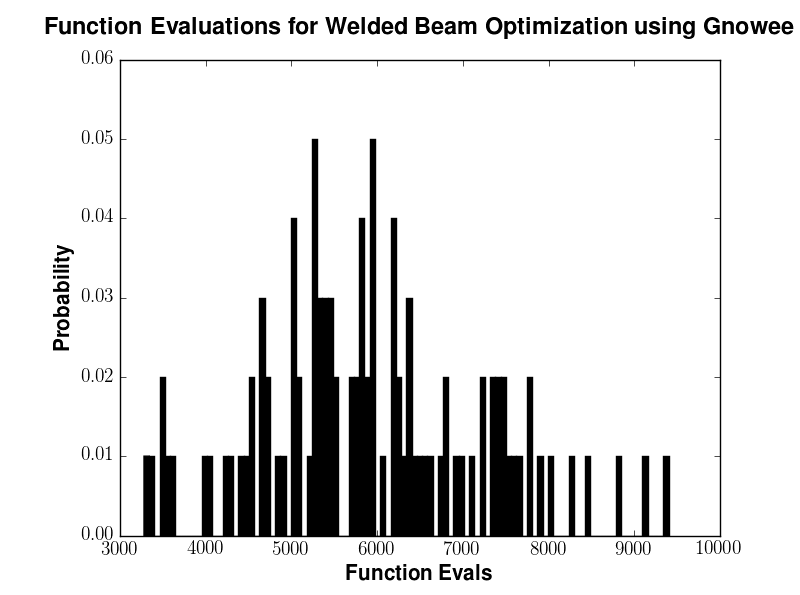 Function Evaluations for Welded Beam Optimization using Gnowee
0.06
0.05
0.04
0.03
0.02
0.01
0.00
Probability
3000 4000 5000 6000 7000 8000 9000 10000
Function Evals